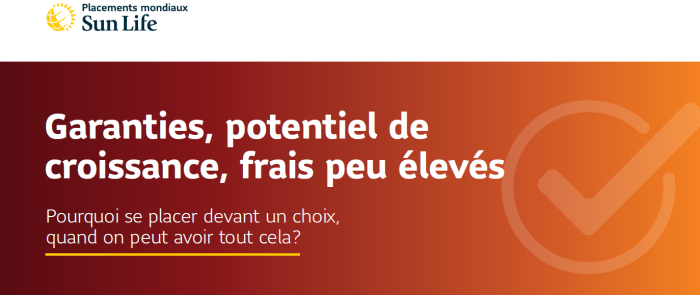 Placements mondiaux
Sun Life
Garanties, potentiel de
croissance, frais peu élevés
Pourquoi se placer devant un choix,
quand on peut avoir tout cela?